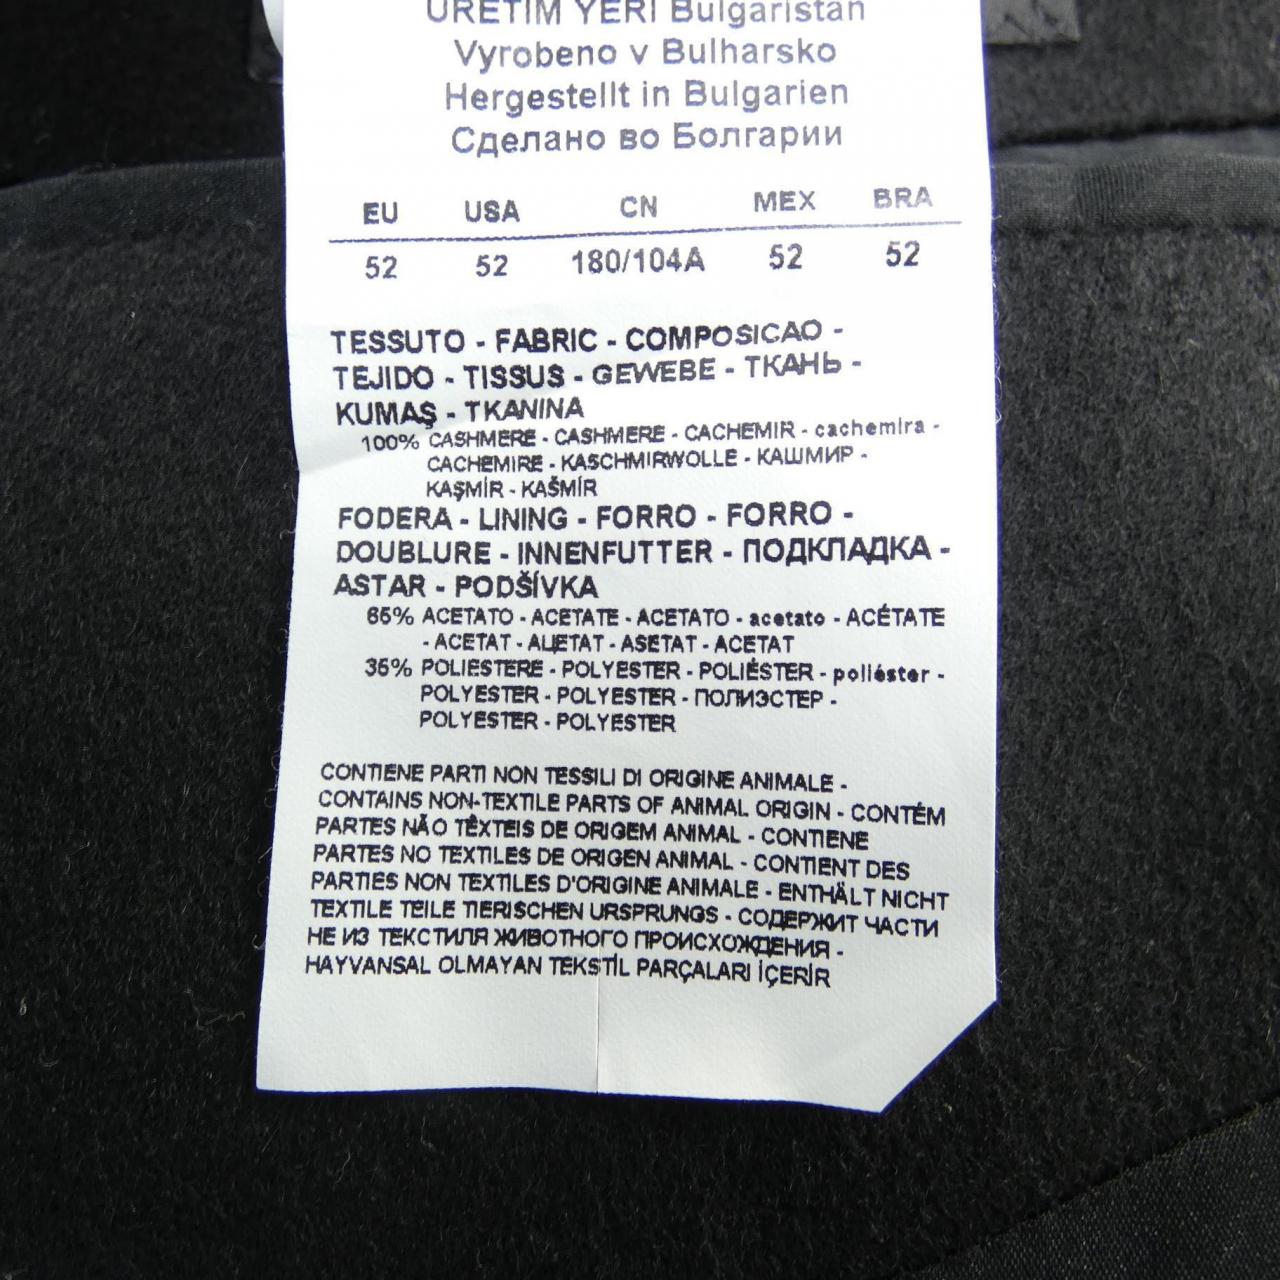 ÜRETİM YERİ Bulgaristan
Vyrobeno v Bulharsko
Hergestellt in Bulgarien
Сделано во Болгарии
EU USA CN MEX BRA
52 52 180/104A 52 52
TESSUTO - FABRIC - COMPOSICAO -
TEJIDO - TISSUS - GEWEBE - ТКАНЬ -
KUMAŞ - TKANINA
100% CASHMERE - CASHMERE - CACHEMIR - cachemira -
CACHEMIRE - KASCHMIRWOLLE - КАШМИР -
KAŞMİR - KAŠMÍR
FODERA - LINING - FORRO - FORRO -
DOUBLURE - INNENFUTTER - ПОДКЛАДКА -
ASTAR - PODŠÍVKA
65% ACETATO - ACETATE - ACETATO - acetato - ACÉTATE
- ACETAT - АЦЕТАТ - ASETAT - ACETAT
35% POLIESTERE - POLYESTER - POLIÉSTER - poliéster -
POLYESTER - POLYESTER - ПОЛИЭСТЕР -
POLYESTER - POLYESTER
CONTIENE PARTI NON TESSILI DI ORIGINE ANIMALE -
CONTAINS NON-TEXTILE PARTS OF ANIMAL ORIGIN - CONTÉM
PARTES NÃO TÊXTEIS DE ORIGEM ANIMAL - CONTIENE
PARTES NO TEXTILES DE ORIGEN ANIMAL - CONTIENT DES
PARTIES NON TEXTILES D'ORIGINE ANIMALE - ENTHÄLT NICHT
TEXTILE TEILE TIERISCHEN URSPRUNGS - СОДЕРЖИТ ЧАСТИ
НЕ ИЗ ТЕКСТИЛЯ ЖИВОТНОГО ПРОИСХОЖДЕНИЯ -
HAYVANSAL OLMAYAN TEKSTİL PARÇALARI İÇERİR